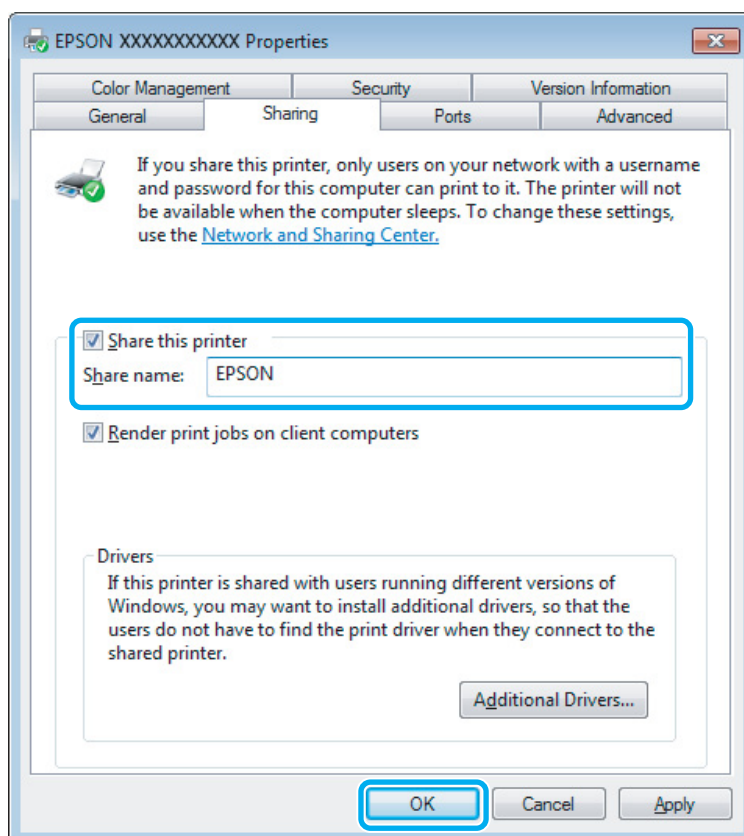 EPSON XXXXXXXXXXX Properties
Color Management Security Version Information
General Sharing Ports Advanced
If you share this printer, only users on your network with a username
and password for this computer can print to it. The printer will not
be available when the computer sleeps. To change these settings,
use the Network and Sharing Center.
Share this printer
Share name: EPSON
Render print jobs on client computers
Drivers
If this printer is shared with users running different versions of
Windows, you may want to install additional drivers, so that the
users do not have to find the print driver when they connect to the
shared printer.
Additional Drivers...
OK Cancel Apply